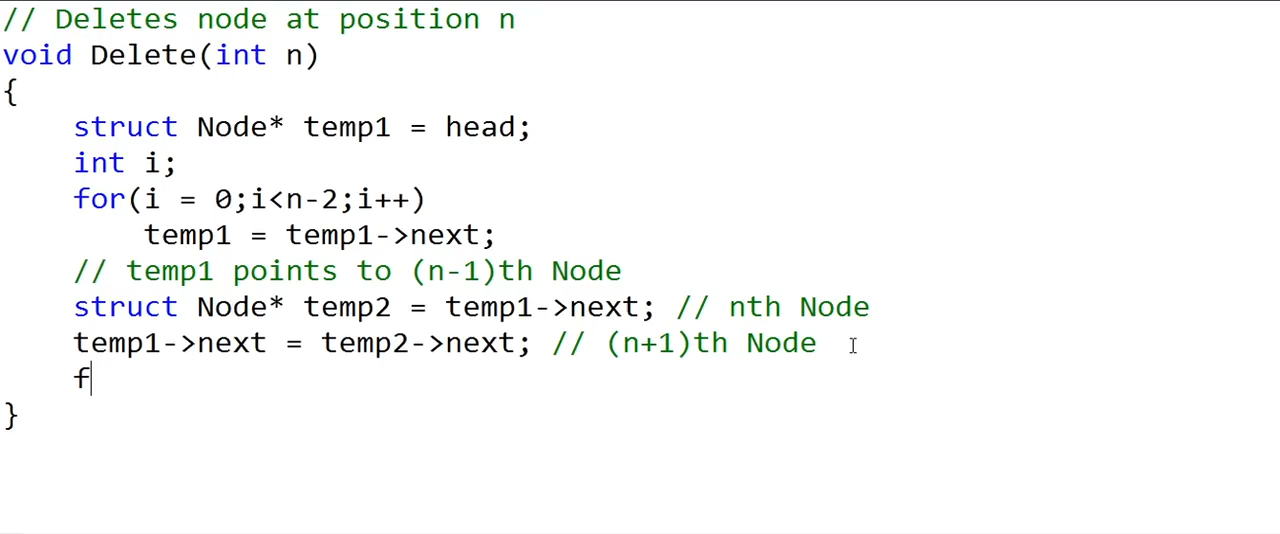 // Deletes node at position n
void Delete(int n)
{
    struct Node* temp1 = head;
    int i;
    for(i = 0;i<n-2;i++)
        temp1 = temp1->next;
    // temp1 points to (n-1)th Node
    struct Node* temp2 = temp1->next; // nth Node
    temp1->next = temp2->next; // (n+1)th Node
    f
}